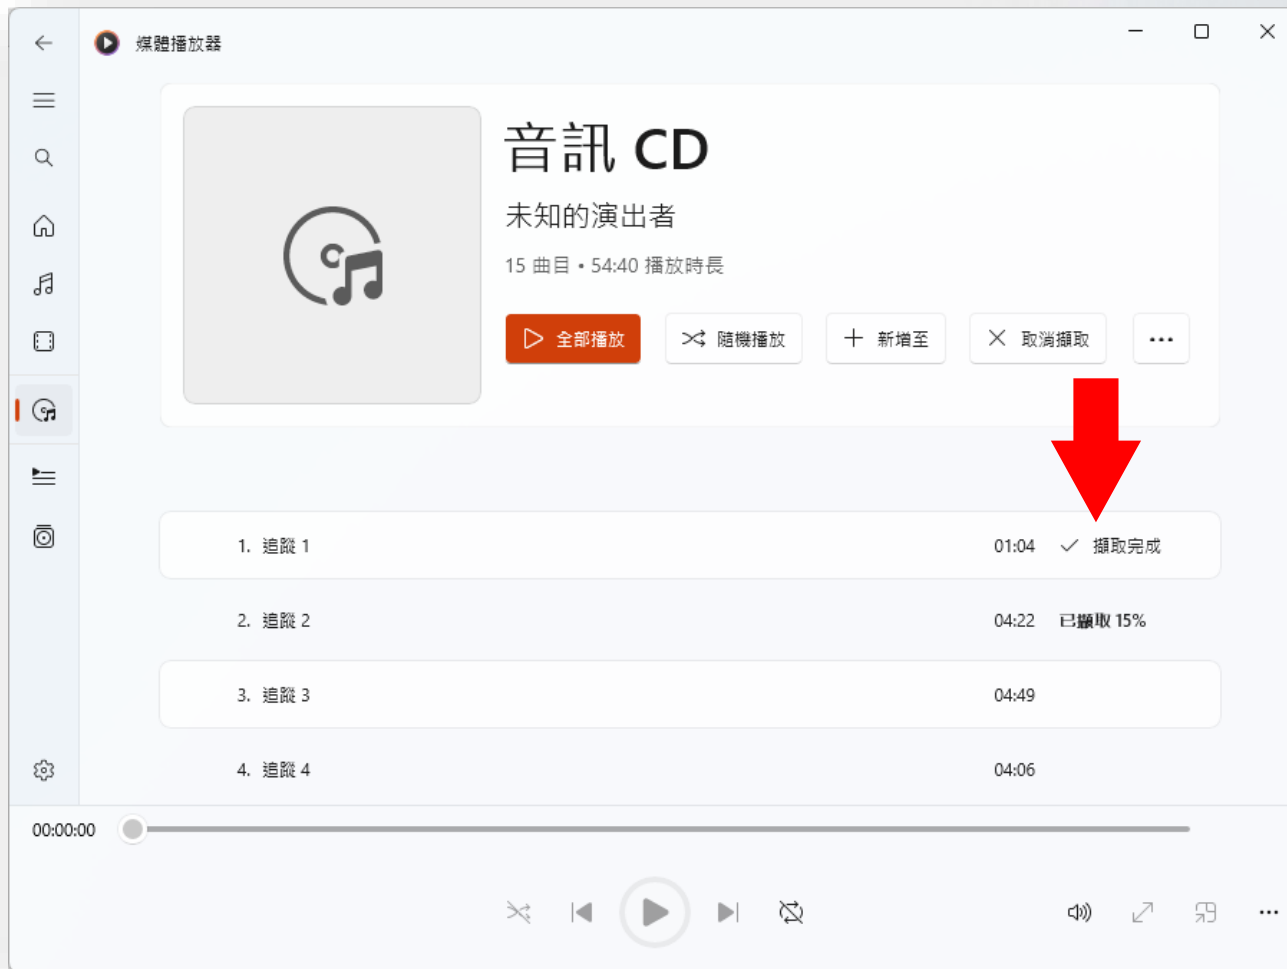 媒體播放器
音訊 CD
未知的演出者
15 曲目 • 54:40 播放時長
全部播放 隨機播放 新增至 取消擷取
1. 追蹤 1 01:04 擷取完成
2. 追蹤 2 04:22 已擷取 15%
3. 追蹤 3 04:49
4. 追蹤 4 04:06
00:00:00